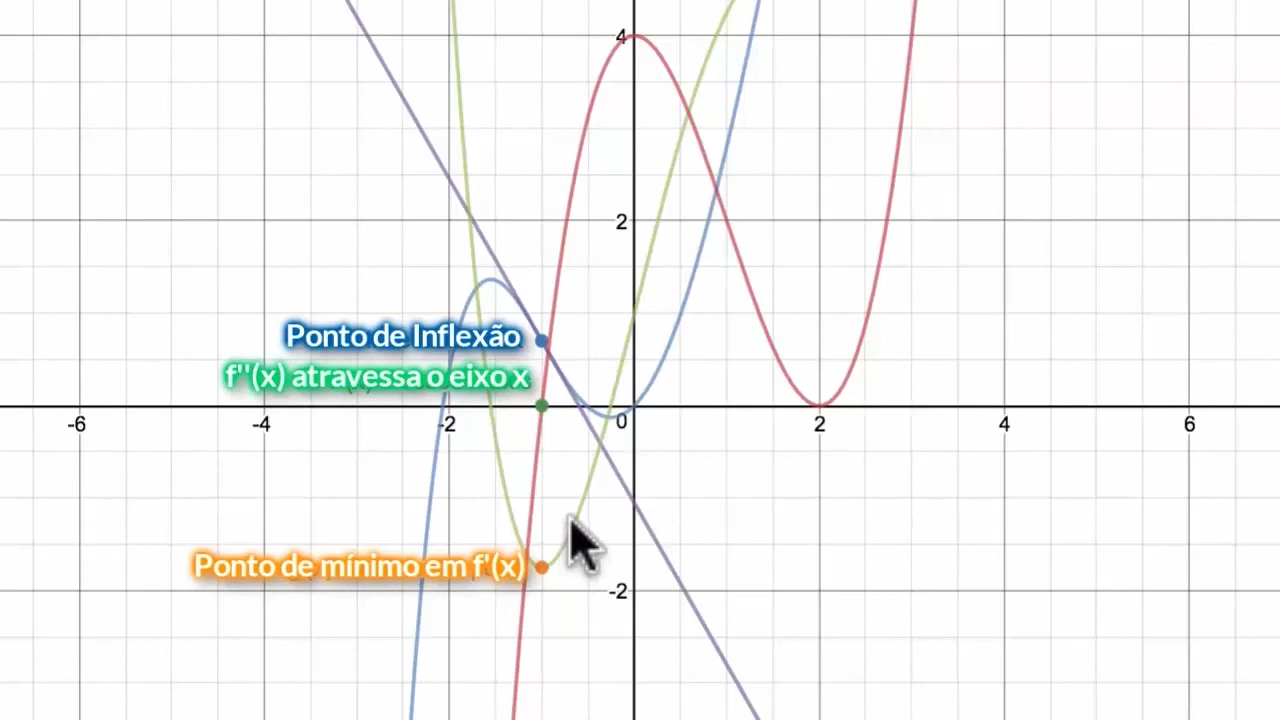 4
2
Ponto de Inflexão
f''(x) atravessa o eixo x
-6 -4 -2 0 2 4 6
Ponto de mínimo em f'(x)
-2